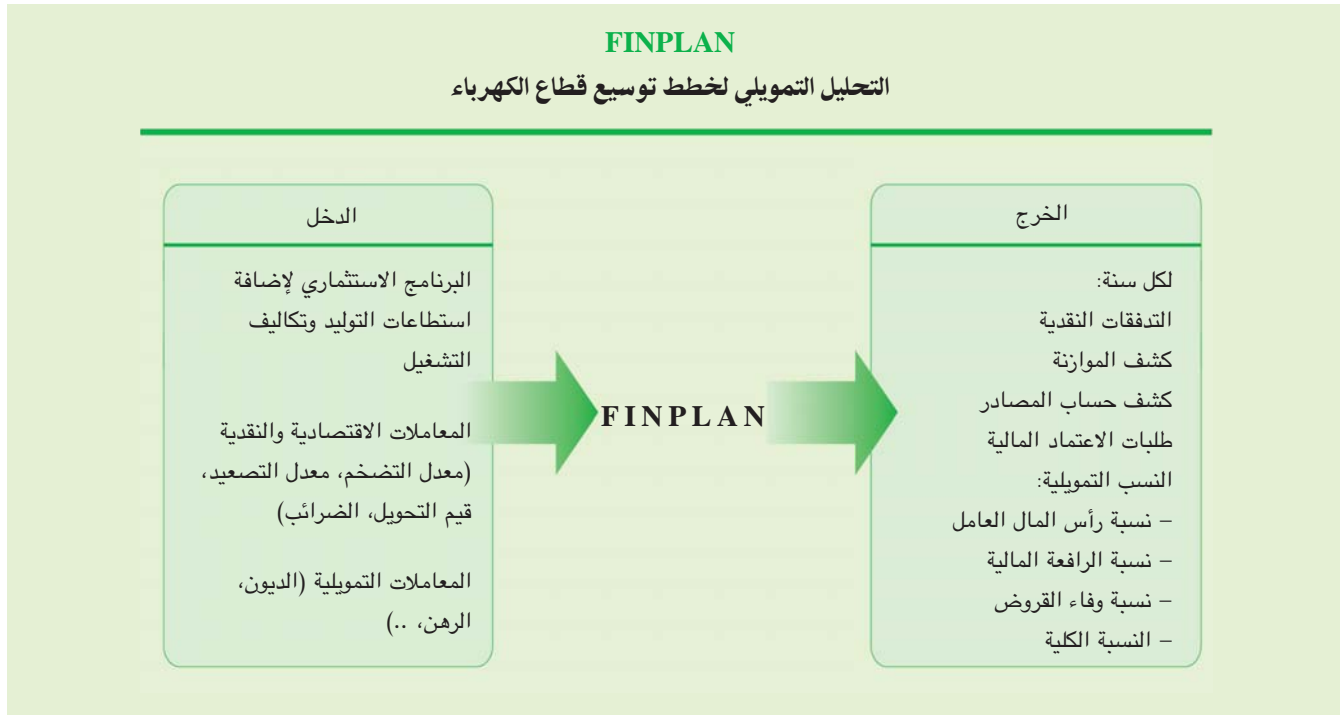 FINPLAN
التحليل التمويلي لخطط توسيع قطاع الكهرباء
الدخل
البرنامج الاستثماري لإضافة
استطاعات التوليد وتكاليف
التشغيل
المعاملات الاقتصادية والنقدية
(معدل التضخم، معدل التصعيد،
قيم التحويل، الضرائب)
المعاملات التمويلية (الديون،
الرهن، ..)
FINPLAN
الخرج
لكل سنة:
التدفقات النقدية
كشف الموازنة
كشف حساب المصادر
طلبات الاعتماد المالية
النسب التمويلية:
– نسبة رأس المال العامل
– نسبة الرافعة المالية
– نسبة وفاء القروض
– النسبة الكلية